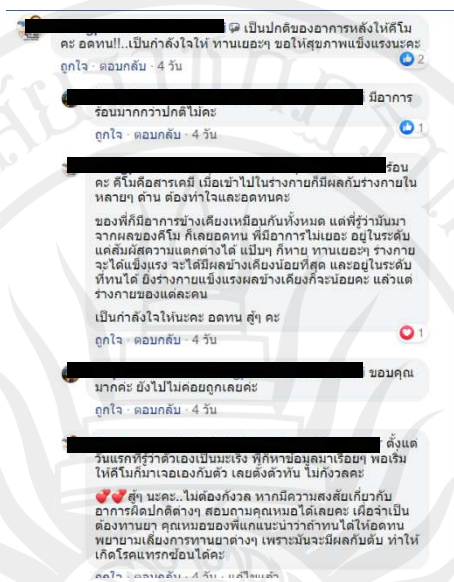 เป็นปกติของอาการหลังให้คีโม
คะ อดทน!!..เป็นกำลังใจให้ ทานเยอะๆ ขอให้สุขภาพแข็งแรงนะคะ
2
ถูกใจ · ตอบกลับ · 4 วัน
มีอาการ
ร้อนมากกว่าปกติไม๊คะ
ถูกใจ · ตอบกลับ · 4 วัน
1
ร้อน
คะ คีโมคือสารเคมี เมื่อเข้าไปในร่างกายก็มีผลกับร่างกายใน
หลายๆ ด้าน ต้องทำใจและอดทนคะ
ของพี่ก็มีอาการข้างเคียงเหมือนกันทั้งหมด แต่พี่รู้ว่ามันมา
จากผลของคีโม ก็เลยอดทน พี่มีอาการไม่เยอะ อยู่ในระดับ
แค่สัมผัสความแตกต่างได้ แป๊บๆ ก็หาย ทานเยอะๆ ร่างกาย
จะได้แข็งแรง จะได้มีผลข้างเคียงน้อยที่สุด และอยู่ในระดับ
ที่ทนได้ ยิ่งร่างกายแข็งแรงผลข้างเคียงก็จะน้อยคะ แล้วแต่
ร่างกายของแต่ละคน
เป็นกำลังใจให้นะคะ อดทน สู้ๆ คะ
1
ถูกใจ · ตอบกลับ · 4 วัน
ขอบคุณ
มากค่ะ ยังไปไม่ค่อยถูกเลยค่ะ
ถูกใจ · ตอบกลับ · 4 วัน
ตั้งแต่
วันแรกที่รู้ว่าตัวเองเป็นมะเร็ง พี่ก็หาข้อมูลมาเรื่อยๆ พอเริ่ม
ให้คีโมก็มาเจอเองกับตัว เลยตั้งตัวทัน ไม่กังวลคะ
💕💕สู้ๆ นะคะ..ไม่ต้องกังวล หากมีความสงสัยเกี่ยวกับ
อาการผิดปกติต่างๆ สอบถามคุณหมอได้เลยคะ เผื่อจำเป็น
ต้องทานยา คุณหมอของพี่แกแนะนำว่าถ้าทนได้ให้อดทน
พยายามเลี่ยงการทานยาต่างๆ เพราะมันจะมีผลกับตับ ทำให้
เกิดโรคแทรกซ้อนได้คะ
ถูกใจ · ตอบกลับ · 4 วัน · แก้ไขแล้ว